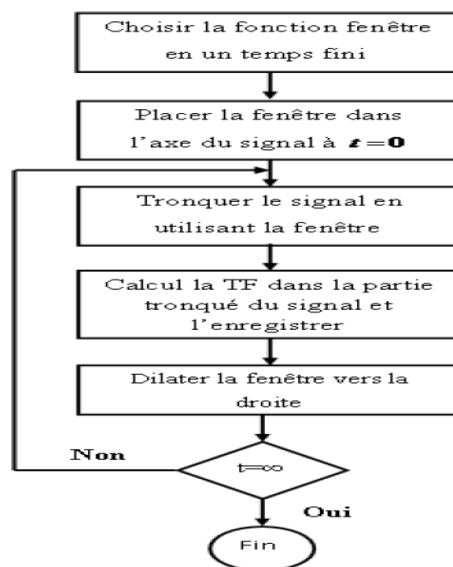 Choisir la fonction fenêtre
en un temps fini
Placer la fenêtre dans
l'axe du signal à t=0
Tronquer le signal en
utilisant la fenêtre
Calcul la TF dans la partie
tronqué du signal et
l'enregistrer
Dilater la fenêtre vers la
droite
Non
t=∞
Oui
Fin